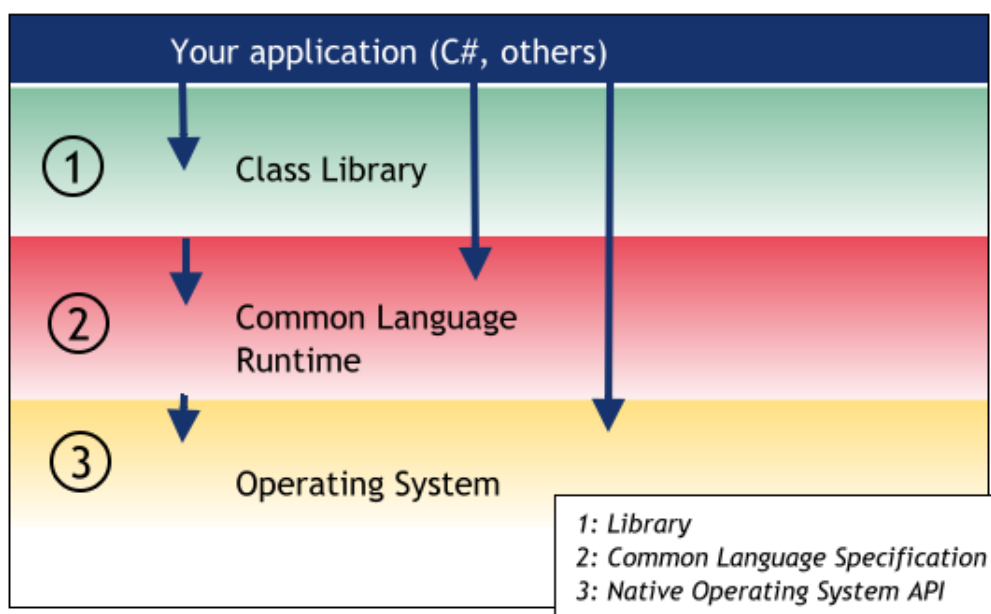 Your application (C#, others)
1
Class Library
2
Common Language
Runtime
3
Operating System
1: Library
2: Common Language Specification
3: Native Operating System API